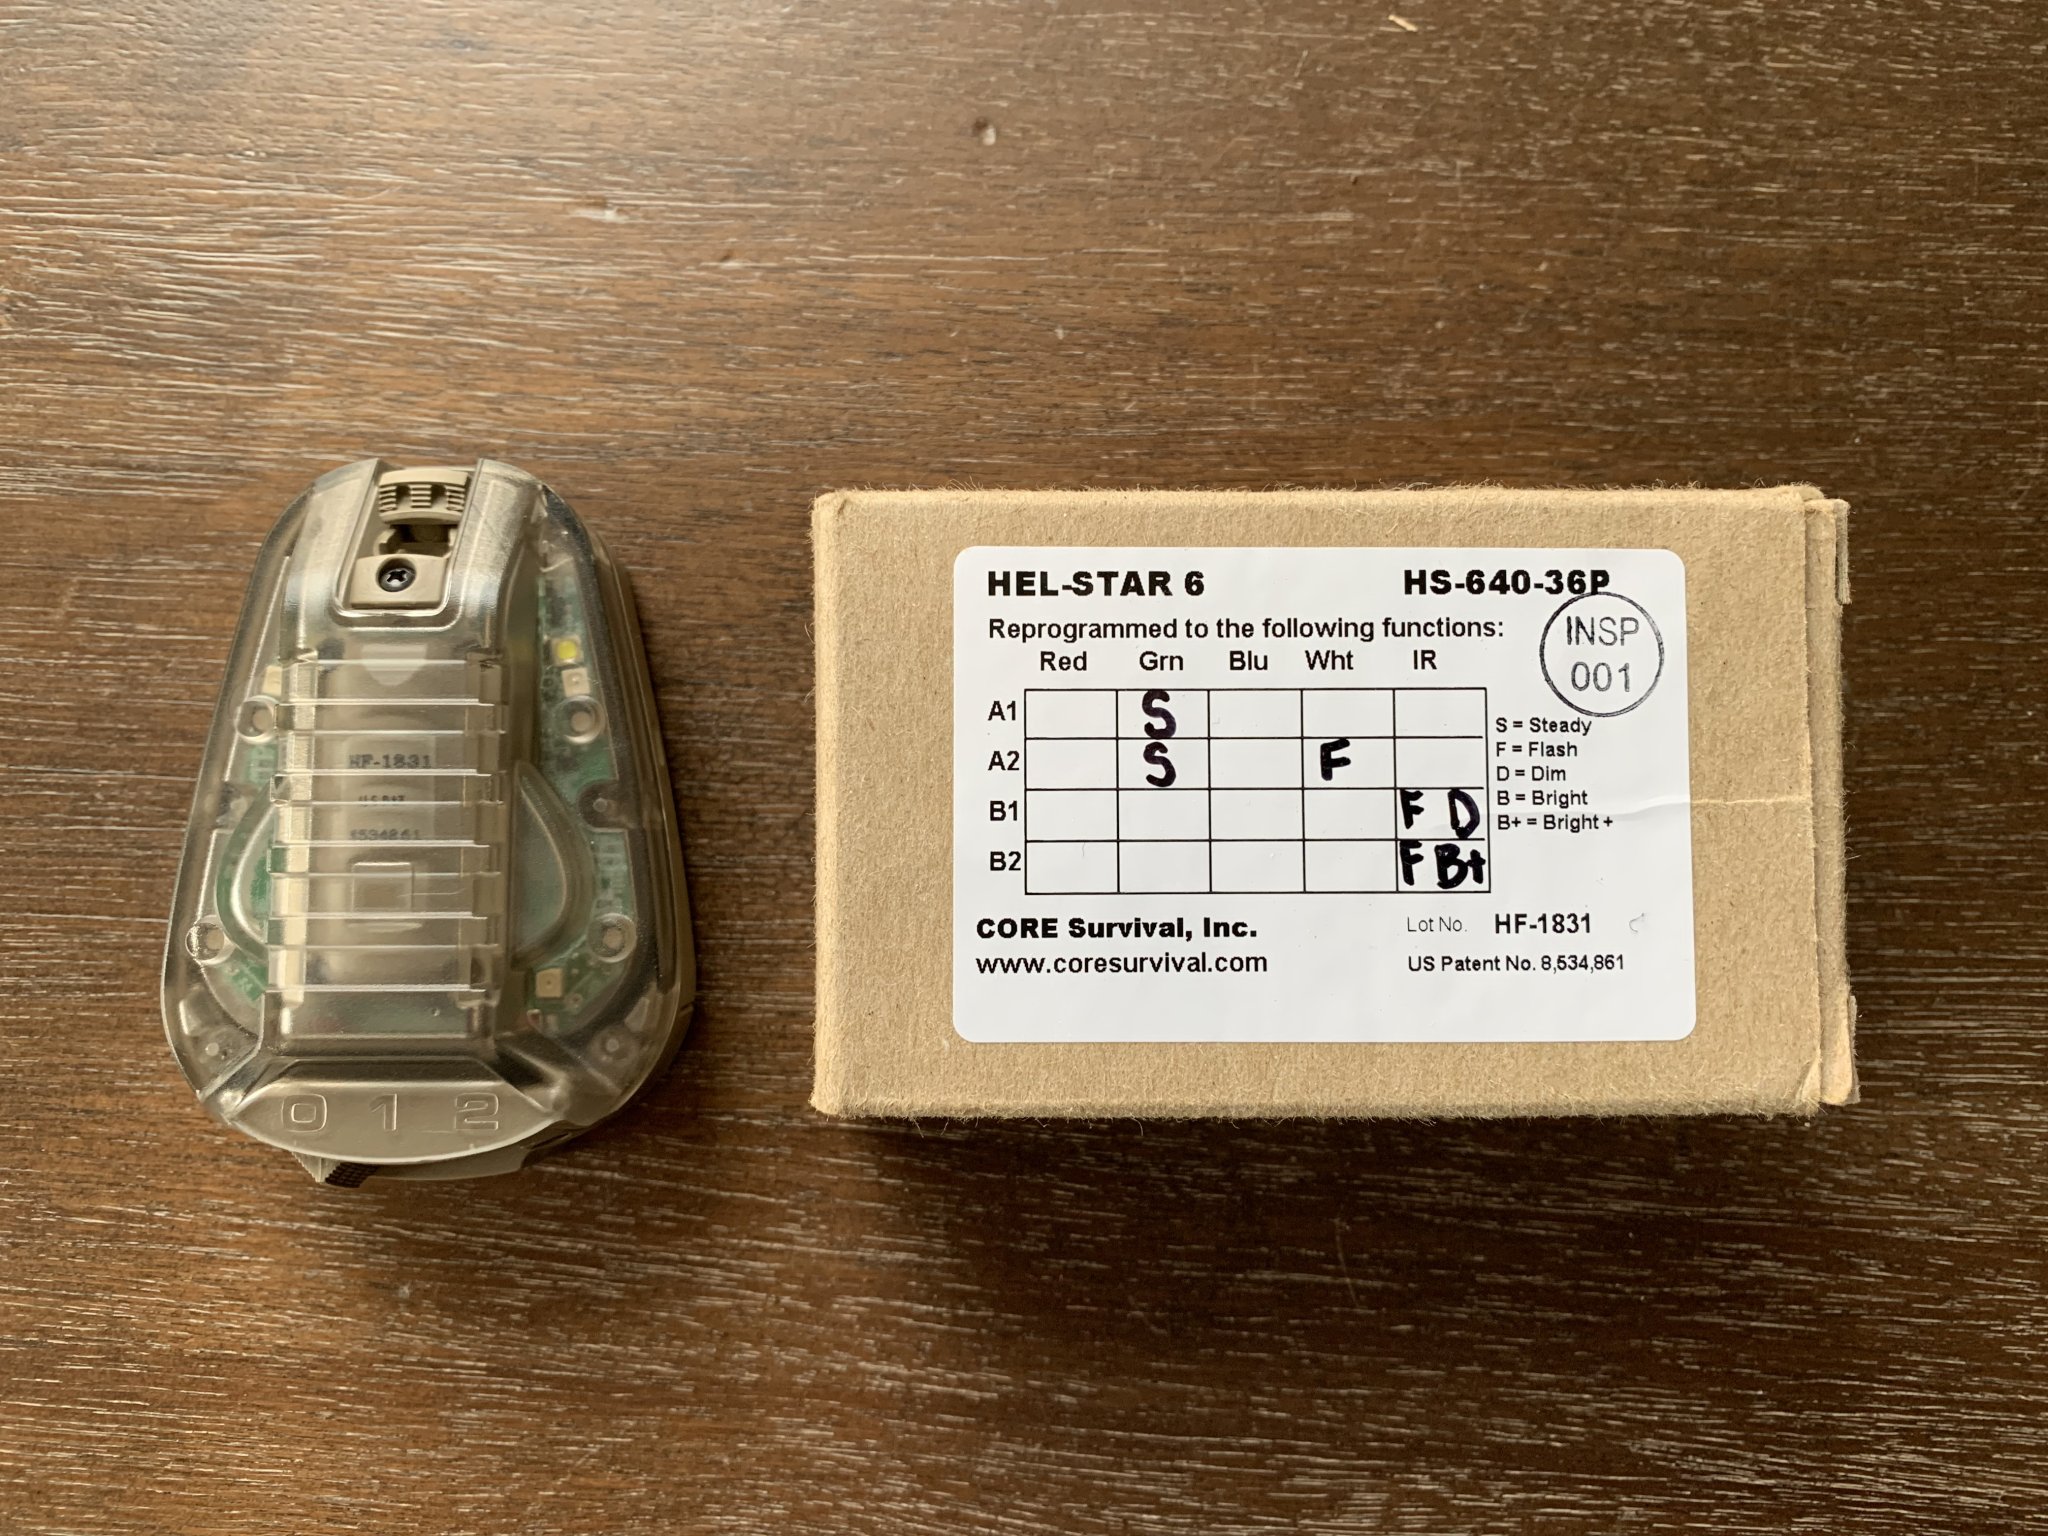 HF-1831
U.S. PAT
8534861
0 1 2
HEL-STAR 6 HS-640-36P
INSP
001
Reprogrammed to the following functions:
Red Grn Blu Wht IR
A1 S
A2 S F
B1 F D
B2 F B+
S = Steady
F = Flash
D = Dim
B = Bright
B+ = Bright +
CORE Survival, Inc. Lot No. HF-1831
www.coresurvival.com US Patent No. 8,534,861